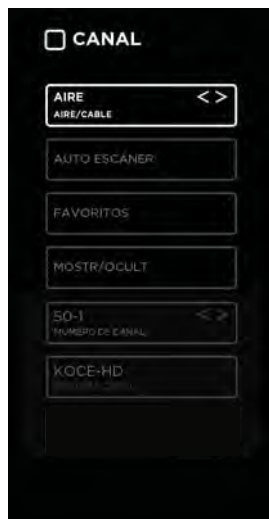 CANAL
AIRE < >
AIRE/CABLE
AUTO ESCANER
FAVORITOS
MOSTR/OCULT
50-1 < >
NUMERO DE CANAL
KOCE-HD